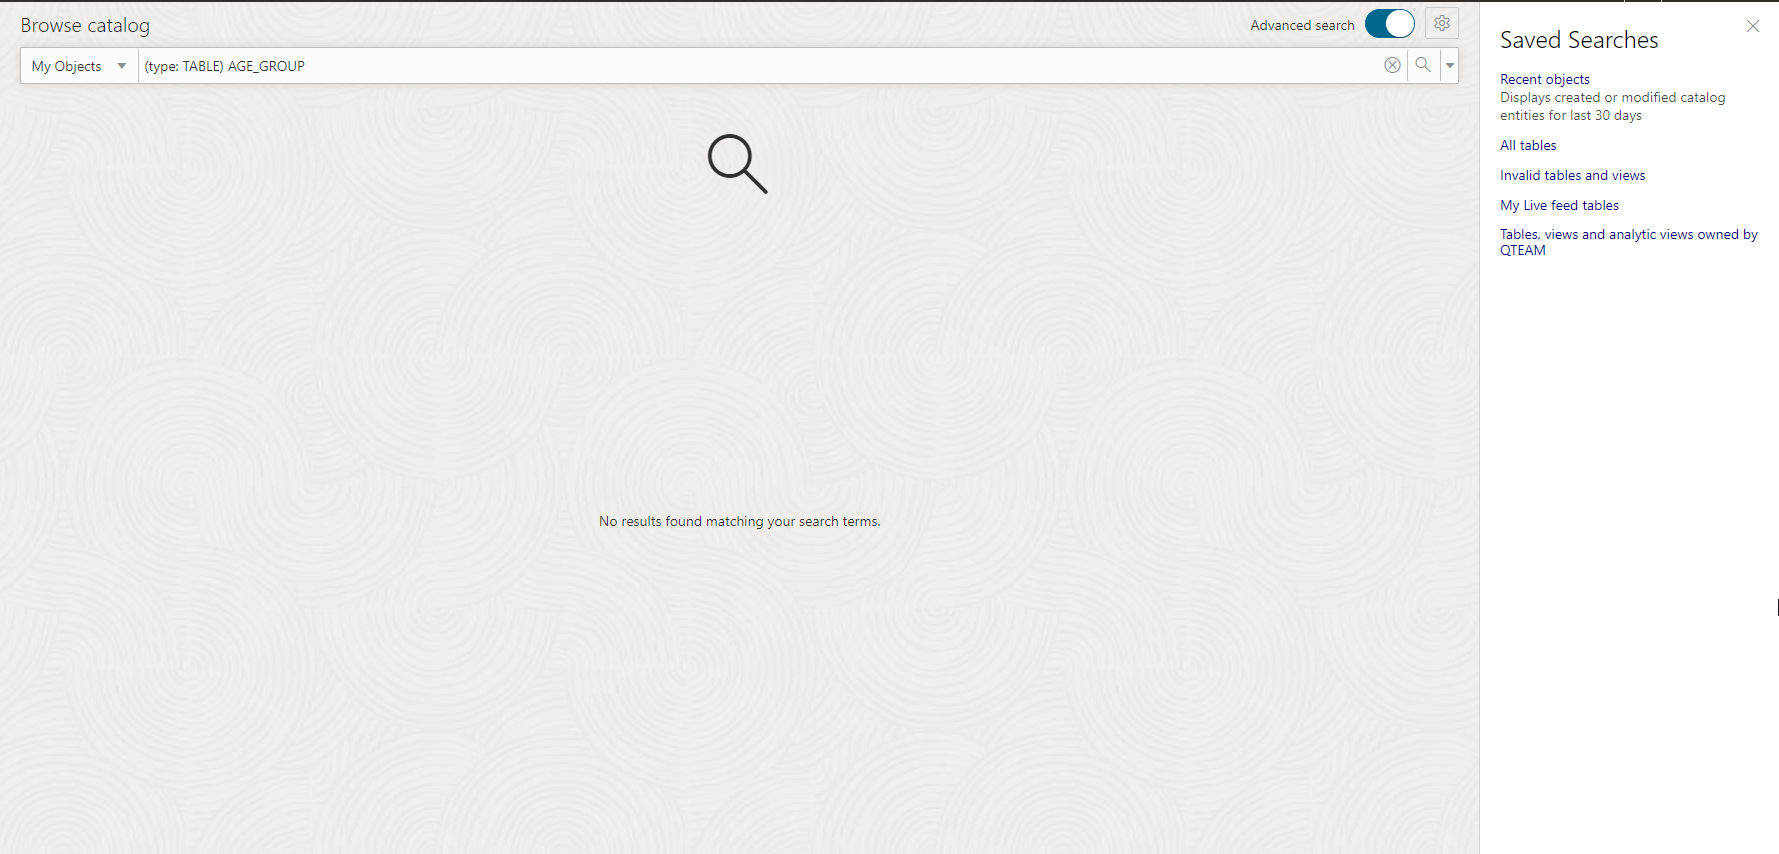 Browse catalog
Advanced search
My Objects
(type: TABLE) AGE_GROUP
No results found matching your search terms.
Saved Searches
Recent objects
Displays created or modified catalog
entities for last 30 days
All tables
Invalid tables and views
My Live feed tables
Tables, views and analytic views owned by
QTEAM